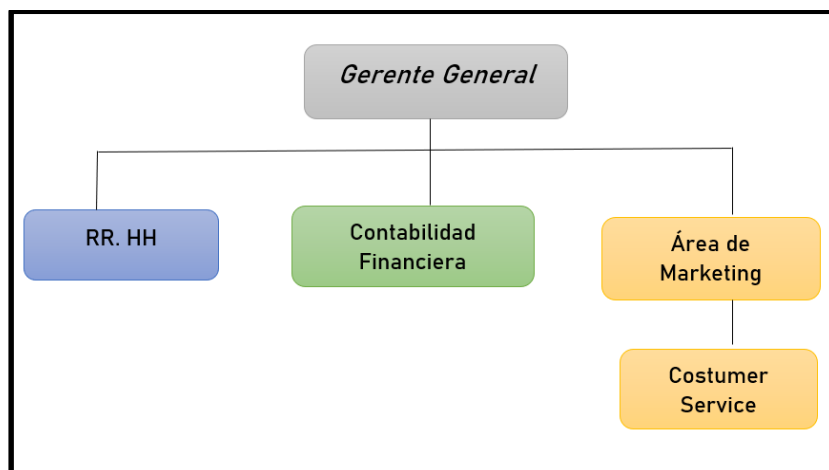 Gerente General
RR. HH
Contabilidad
Financiera
Área de
Marketing
Costumer
Service